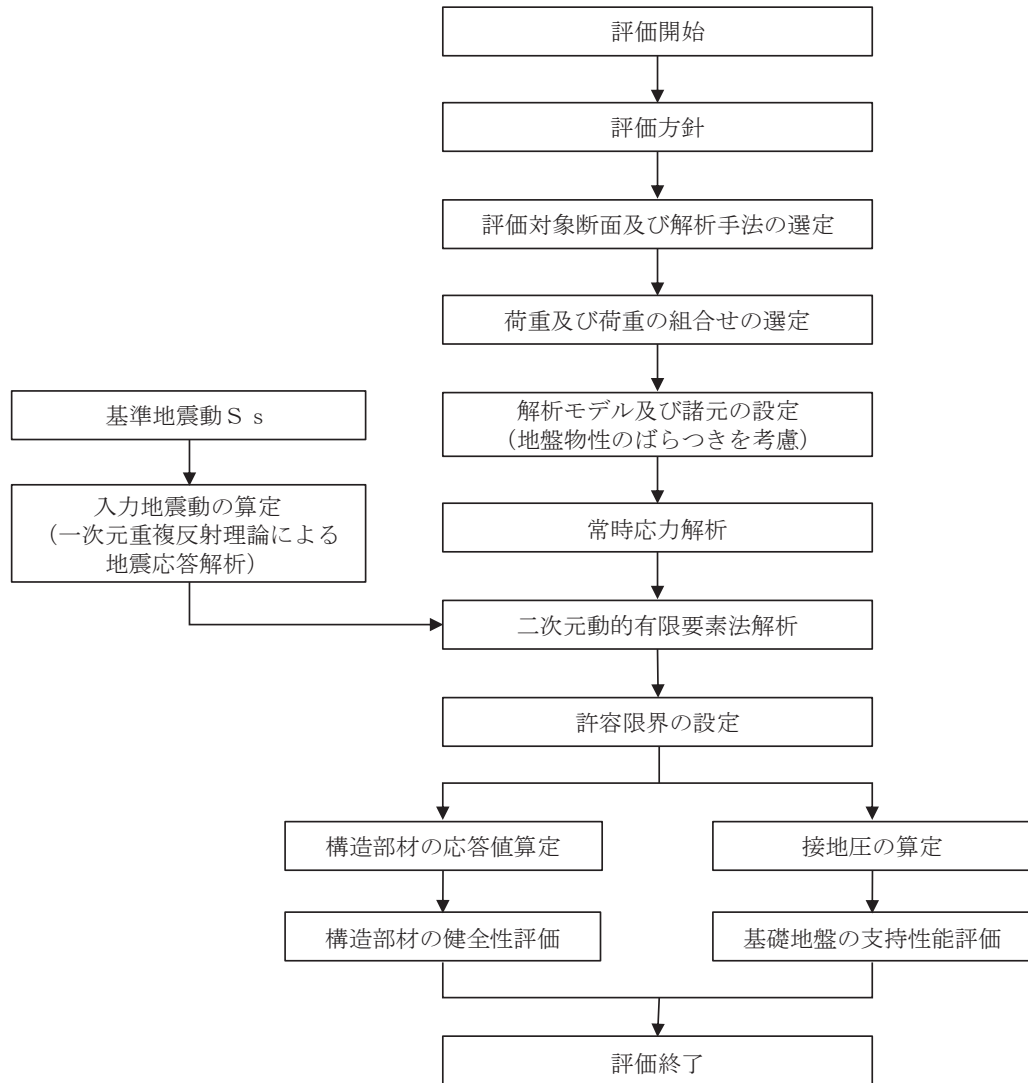 評価開始
評価方針
評価対象断面及び解析手法の選定
荷重及び荷重の組合せの選定
解析モデル及び諸元の設定
（地盤物性のばらつきを考慮）
基準地震動Ｓｓ
入力地震動の算定
（一次元重複反射理論による
地震応答解析）
常時応力解析
二次元動的有限要素法解析
許容限界の設定
構造部材の応答値算定
接地圧の算定
構造部材の健全性評価
基礎地盤の支持性能評価
評価終了